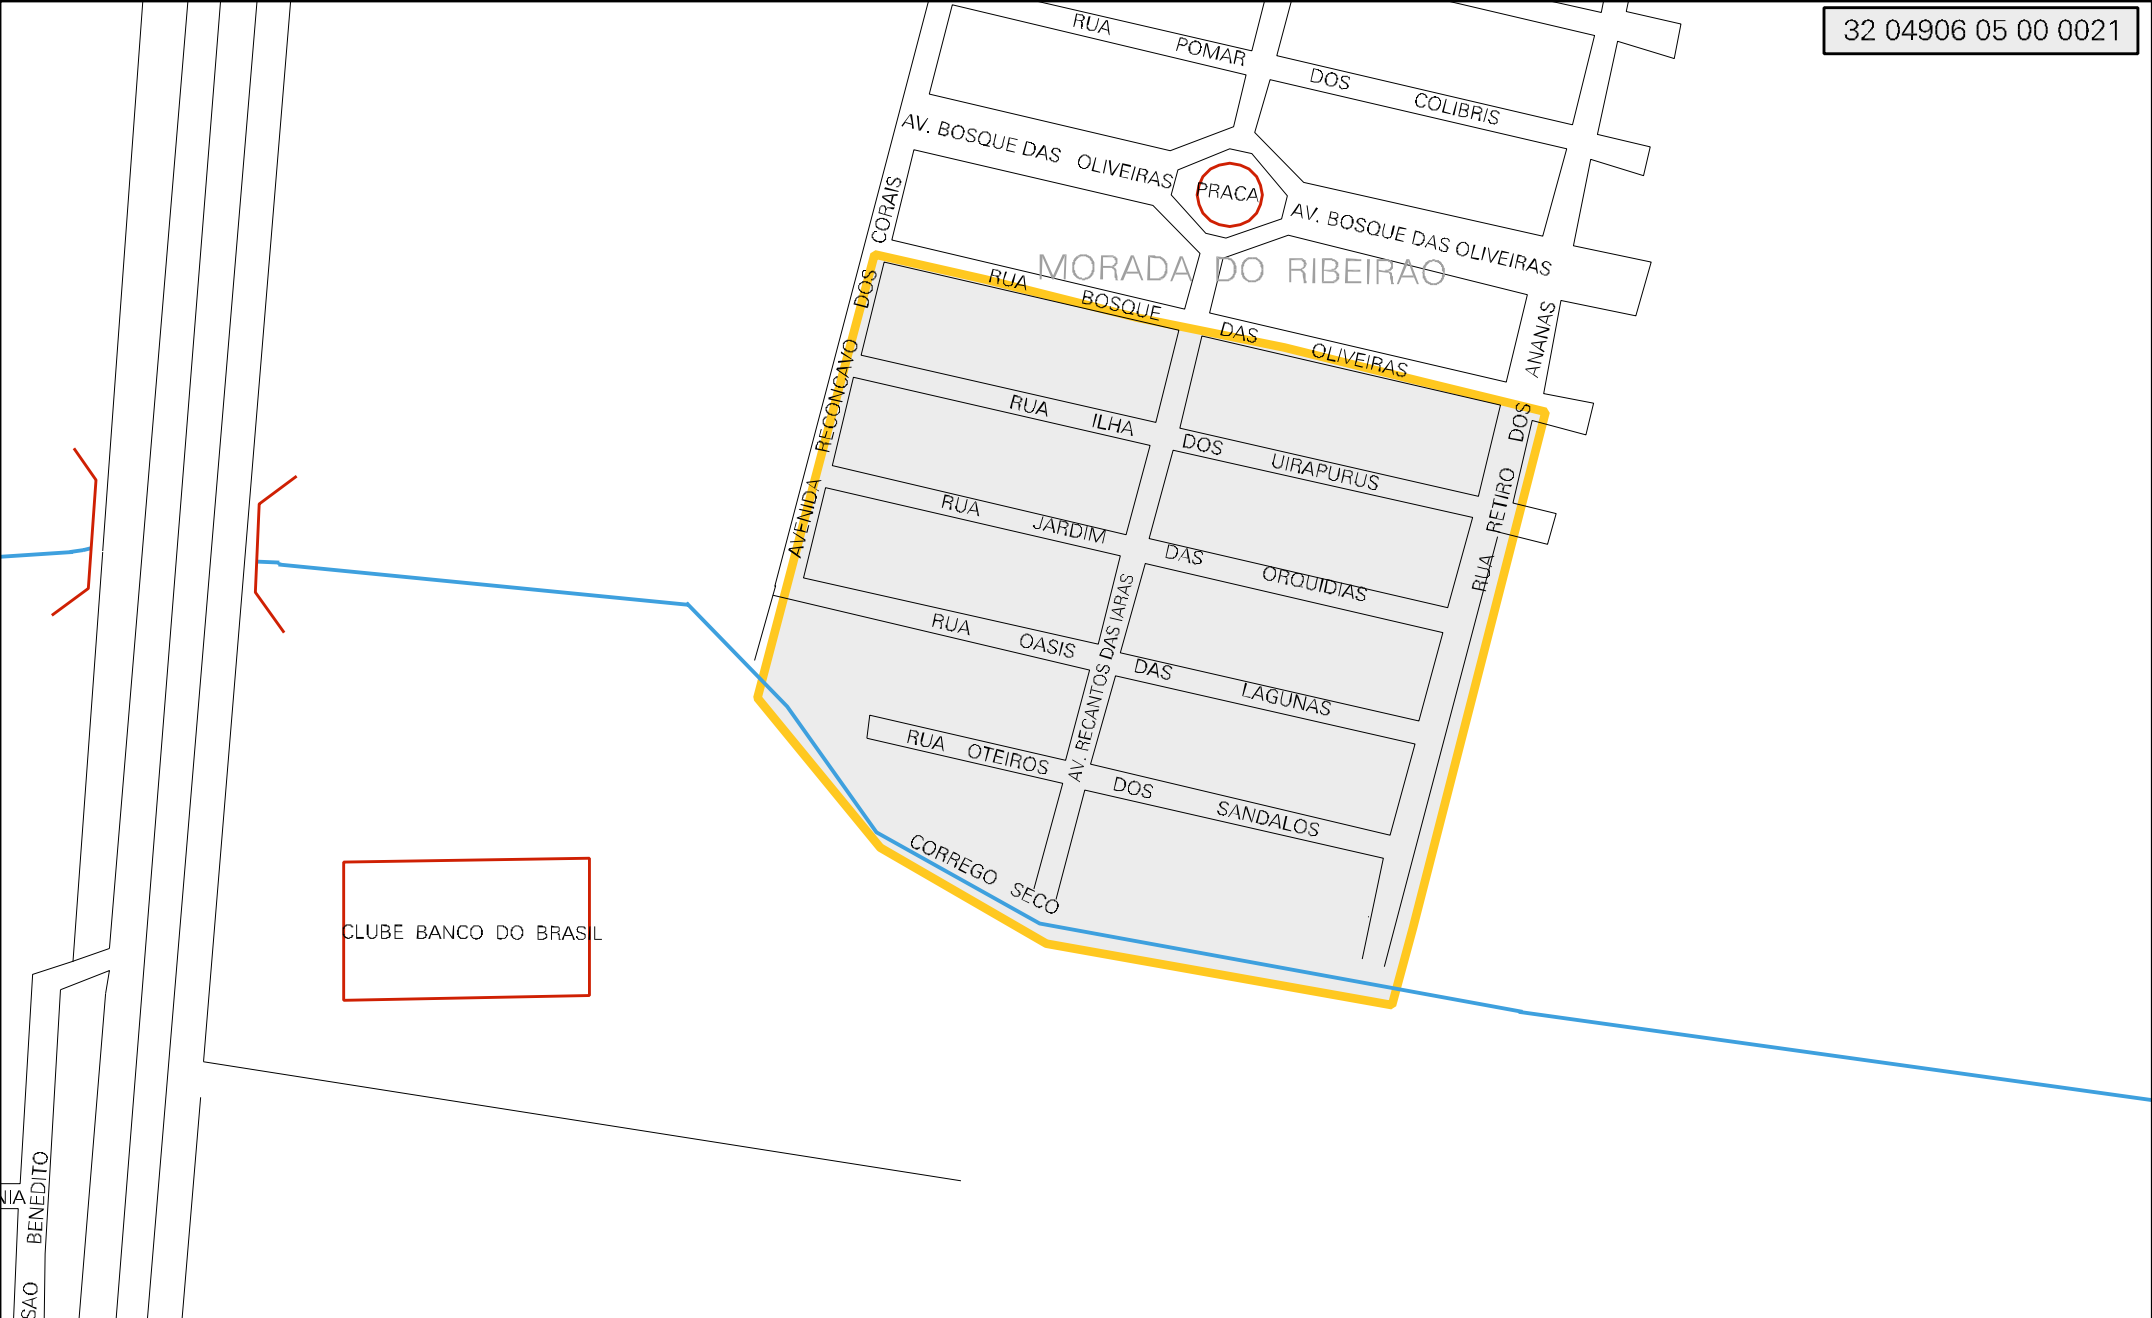 32 04906 05 00 0021
RUA POMAR DOS COLIBRIS
AV. BOSQUE DAS OLIVEIRAS
PRACA
AV. BOSQUE DAS OLIVEIRAS
MORADA DO RIBEIRAO
RUA BOSQUE DAS OLIVEIRAS
AVENIDA RECONCAVO DOS CORAIS
RUA RETIRO DOS ANANAS
RUA ILHA DOS UIRAPURUS
RUA JARDIM DAS ORQUIDIAS
RUA OASIS DAS LAGUNAS
AV. RECANTOS DAS IARAS
RUA OTEIROS DOS SANDALOS
CORREGO SECO
CLUBE BANCO DO BRASIL
NIA
SAO BENEDITO